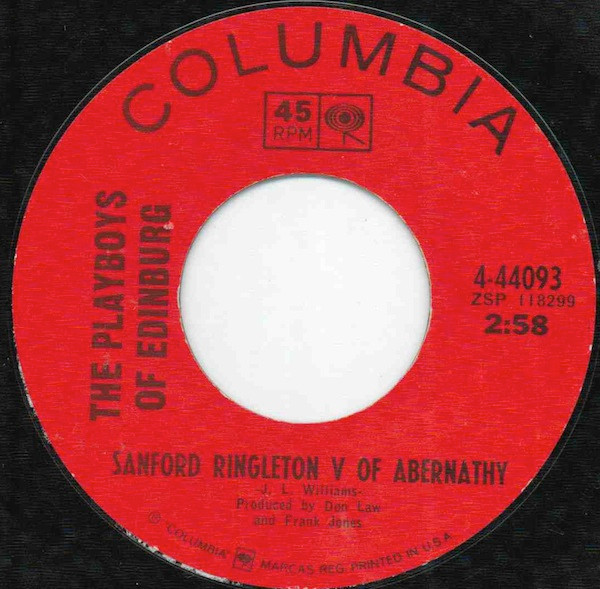 COLUMBIA
45
RPM
THE PLAYBOYS
OF EDINBURG
4-44093
ZSP 118299
2:58
SANFORD RINGLETON V OF ABERNATHY
-J. L. Williams-
Produced by Don Law
and Frank Jones
℗ "COLUMBIA" MARCAS REG. PRINTED IN U.S.A.